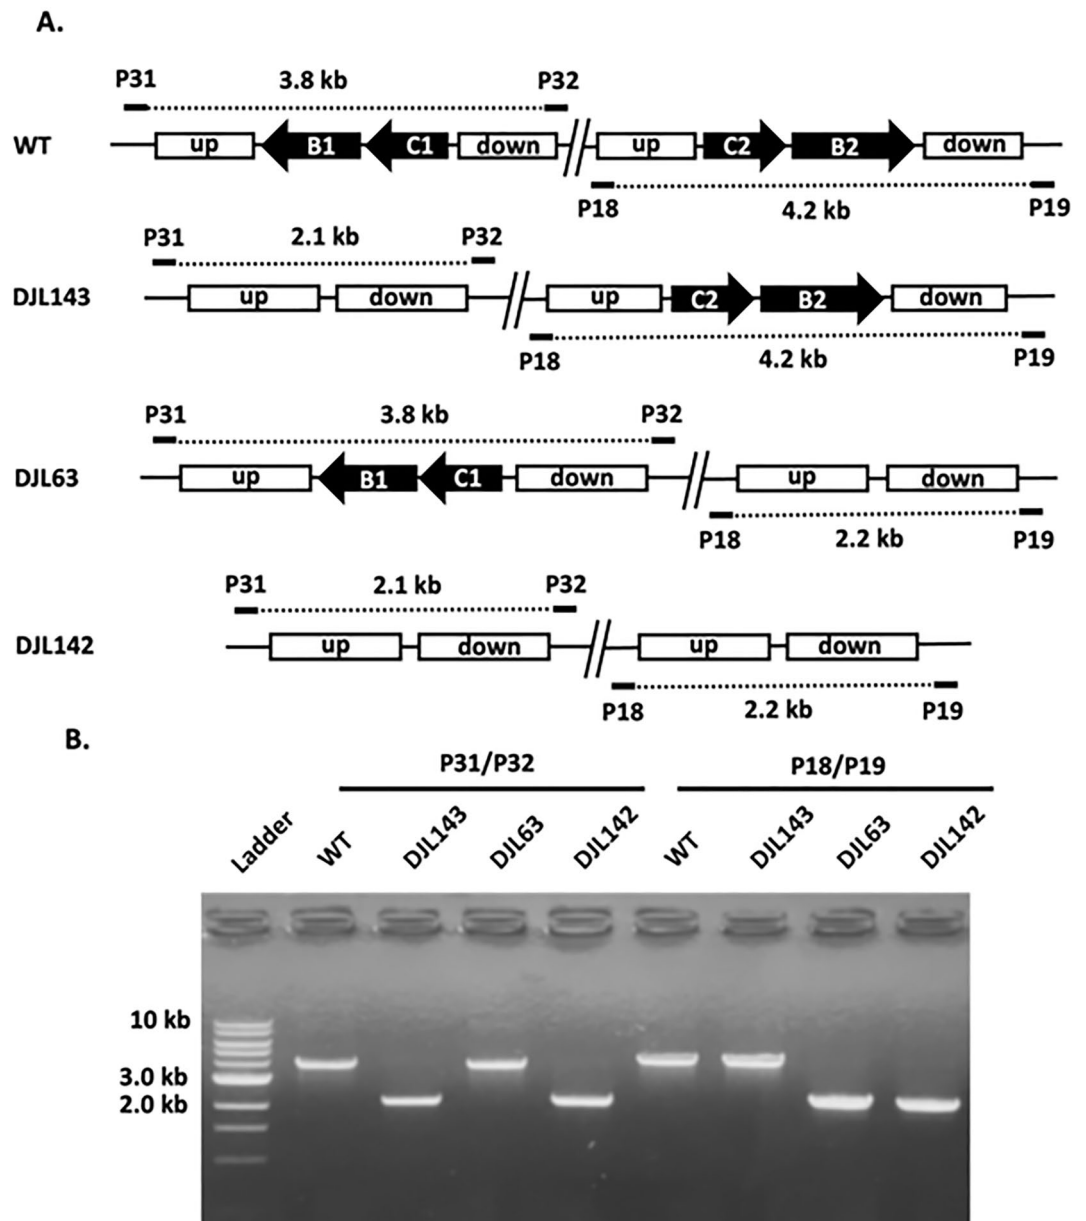 A.
P31 3.8 kb P32
WT up B1 C1 down up C2 B2 down
P18 4.2 kb P19
P31 2.1 kb P32
DJL143 up down up C2 B2 down
P18 4.2 kb P19
P31 3.8 kb P32
DJL63 up B1 C1 down up down
P18 2.2 kb P19
P31 2.1 kb P32
DJL142 up down up down
P18 2.2 kb P19
B.
P31/P32 P18/P19
Ladder WT DJL143 DJL63 DJL142 WT DJL143 DJL63 DJL142
10 kb
3.0 kb
2.0 kb